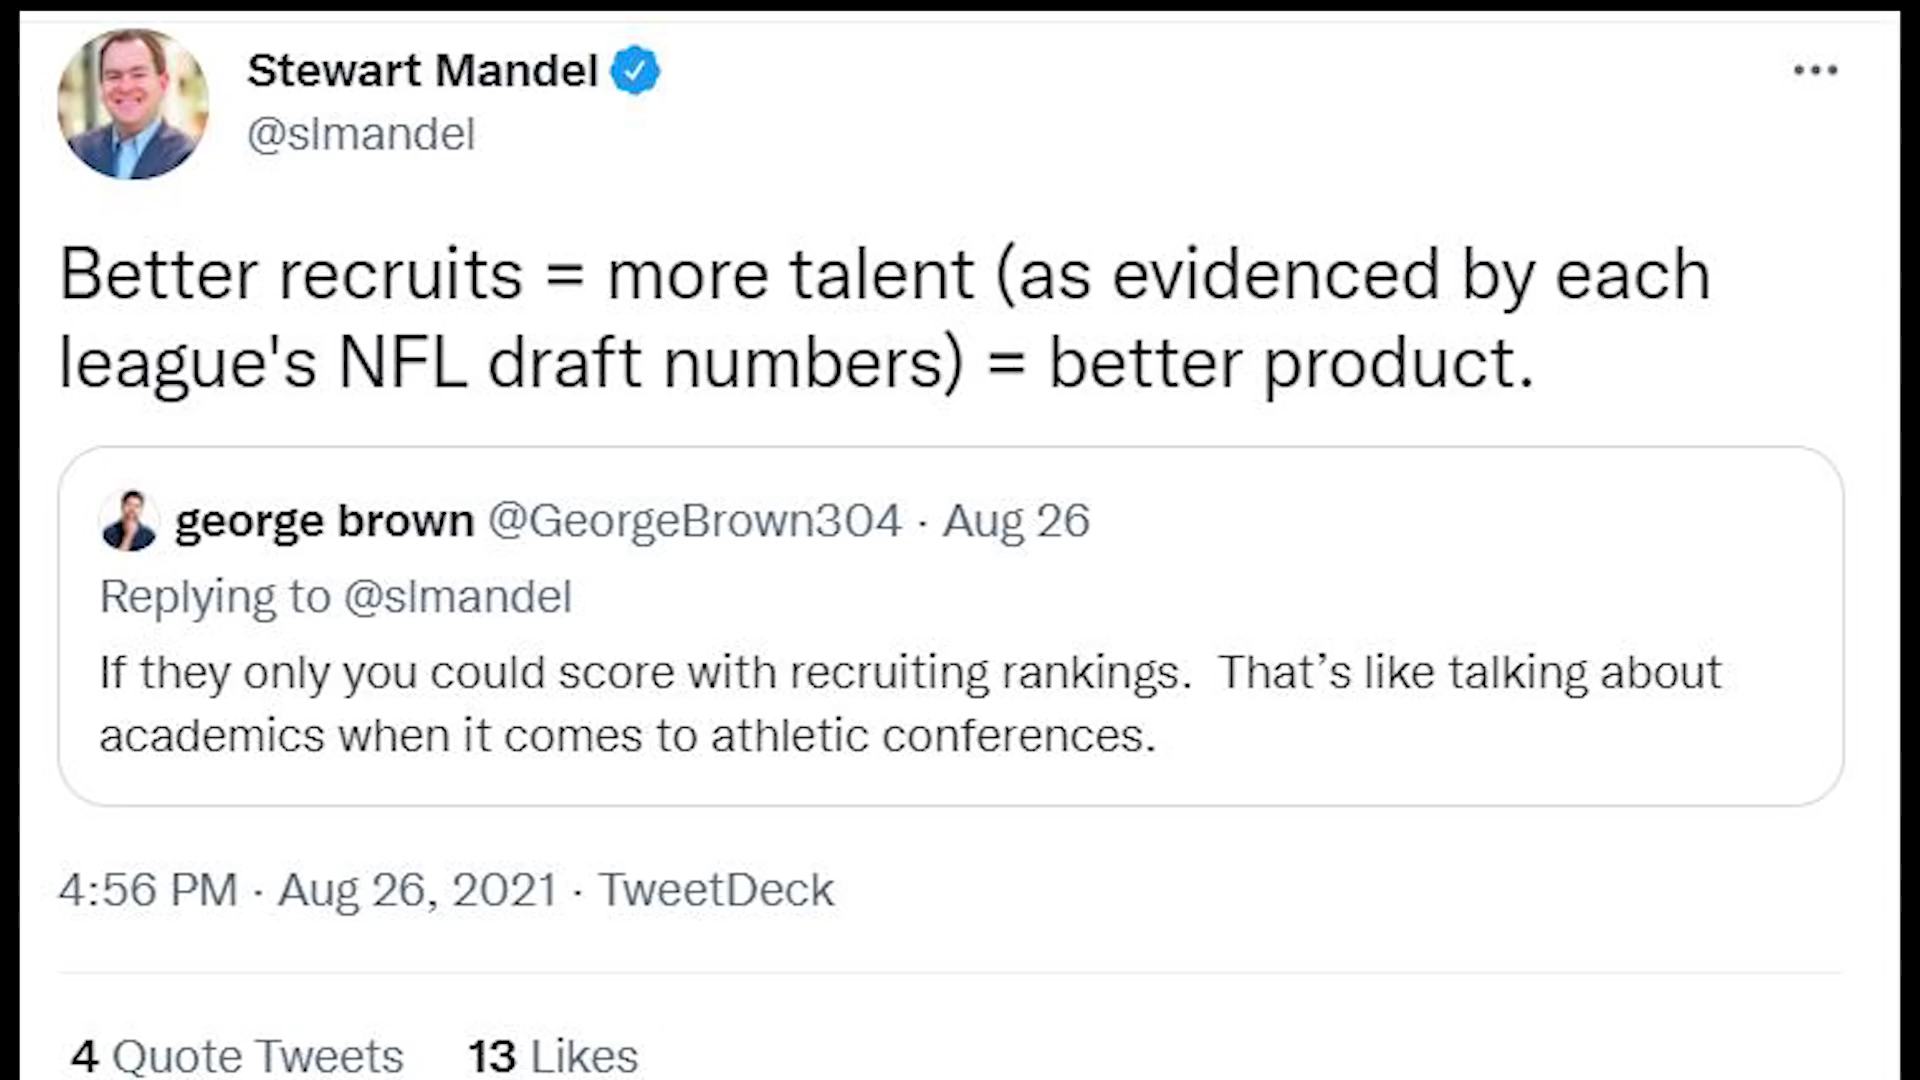 Stewart Mandel
@slmandel
Better recruits = more talent (as evidenced by each
league's NFL draft numbers) = better product.
george brown @GeorgeBrown304 · Aug 26
Replying to @slmandel
If they only you could score with recruiting rankings.  That’s like talking about
academics when it comes to athletic conferences.
4:56 PM · Aug 26, 2021 · TweetDeck
4 Quote Tweets 13 Likes